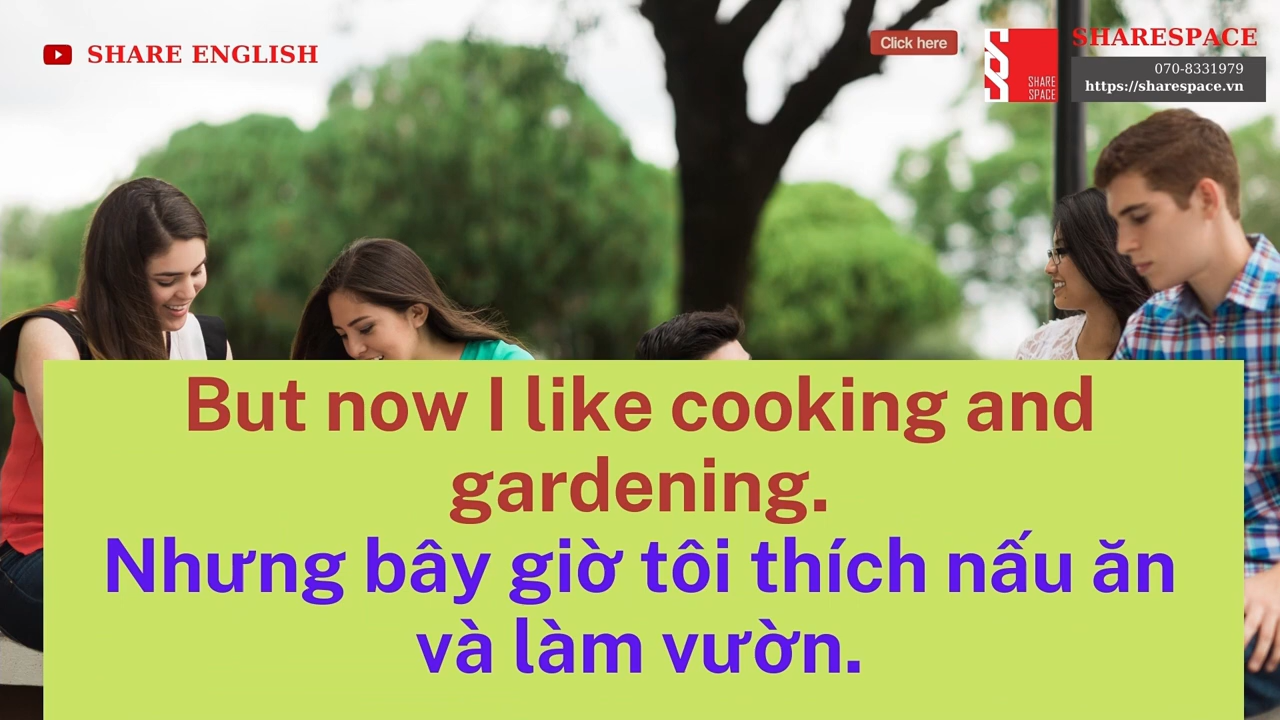 SHARE ENGLISH
Click here
SHARE
SPACE
SHARESPACE
070-8331979
https://sharespace.vn
But now I like cooking and
gardening.
Nhưng bây giờ tôi thích nấu ăn
và làm vườn.